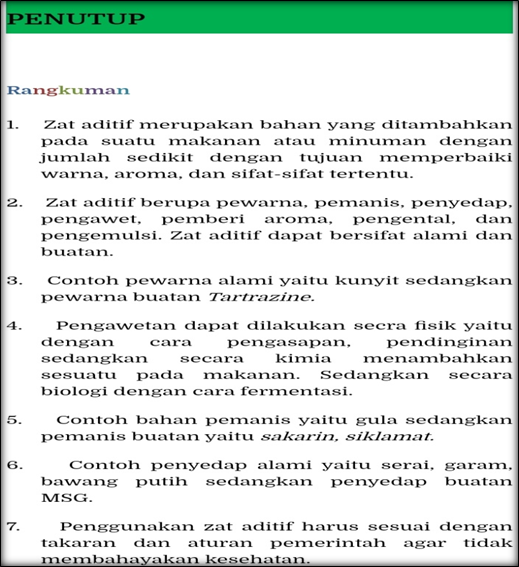 PENUTUP
Rangkuman
1. Zat aditif merupakan bahan yang ditambahkan
pada suatu makanan atau minuman dengan
jumlah sedikit dengan tujuan memperbaiki
warna, aroma, dan sifat-sifat tertentu.
2. Zat aditif berupa pewarna, pemanis, penyedap,
pengawet, pemberi aroma, pengental, dan
pengemulsi. Zat aditif dapat bersifat alami dan
buatan.
3. Contoh pewarna alami yaitu kunyit sedangkan
pewarna buatan Tartrazine.
4. Pengawetan dapat dilakukan secra fisik yaitu
dengan cara pengasapan, pendinginan
sedangkan secara kimia menambahkan
sesuatu pada makanan. Sedangkan secara
biologi dengan cara fermentasi.
5. Contoh bahan pemanis yaitu gula sedangkan
pemanis buatan yaitu sakarin, siklamat.
6. Contoh penyedap alami yaitu serai, garam,
bawang putih sedangkan penyedap buatan
MSG.
7. Penggunakan zat aditif harus sesuai dengan
takaran dan aturan pemerintah agar tidak
membahayakan kesehatan.